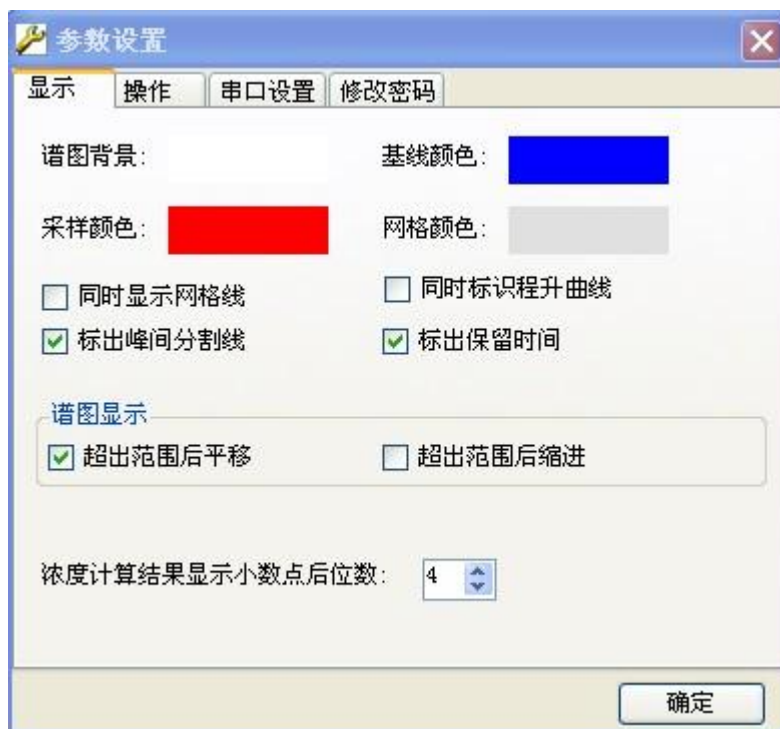 参数设置
显示 操作 串口设置 修改密码
谱图背景: 基线颜色:
采样颜色: 网格颜色:
同时显示网格线 同时标识程升曲线
标出峰间分割线 标出保留时间
谱图显示
超出范围后平移 超出范围后缩进
浓度计算结果显示小数点后位数: 4
确定